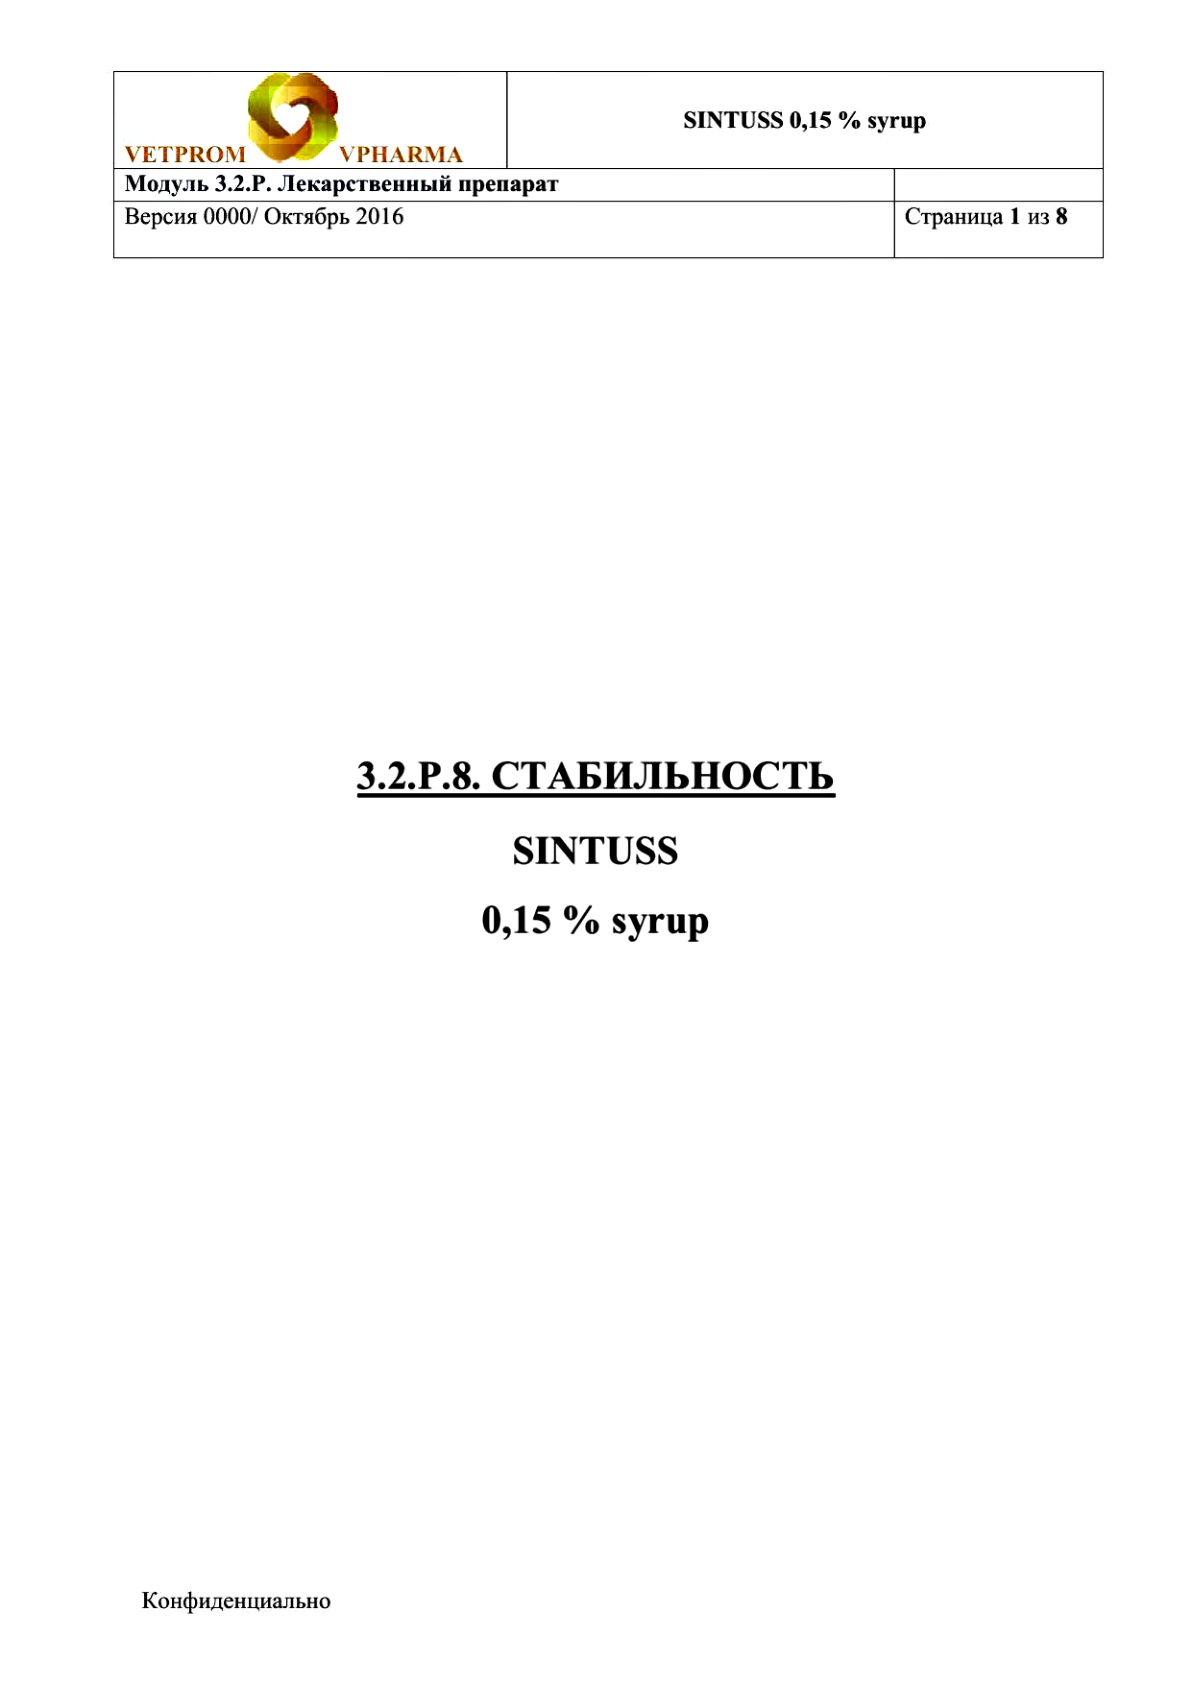 VETPROM VPHARMA
SINTUSS 0,15 % syrup
Модуль 3.2.Р. Лекарственный препарат
Версия 0000/ Октябрь 2016
Страница 1 из 8
3.2.Р.8. СТАБИЛЬНОСТЬ
SINTUSS
0,15 % syrup
Конфиденциально